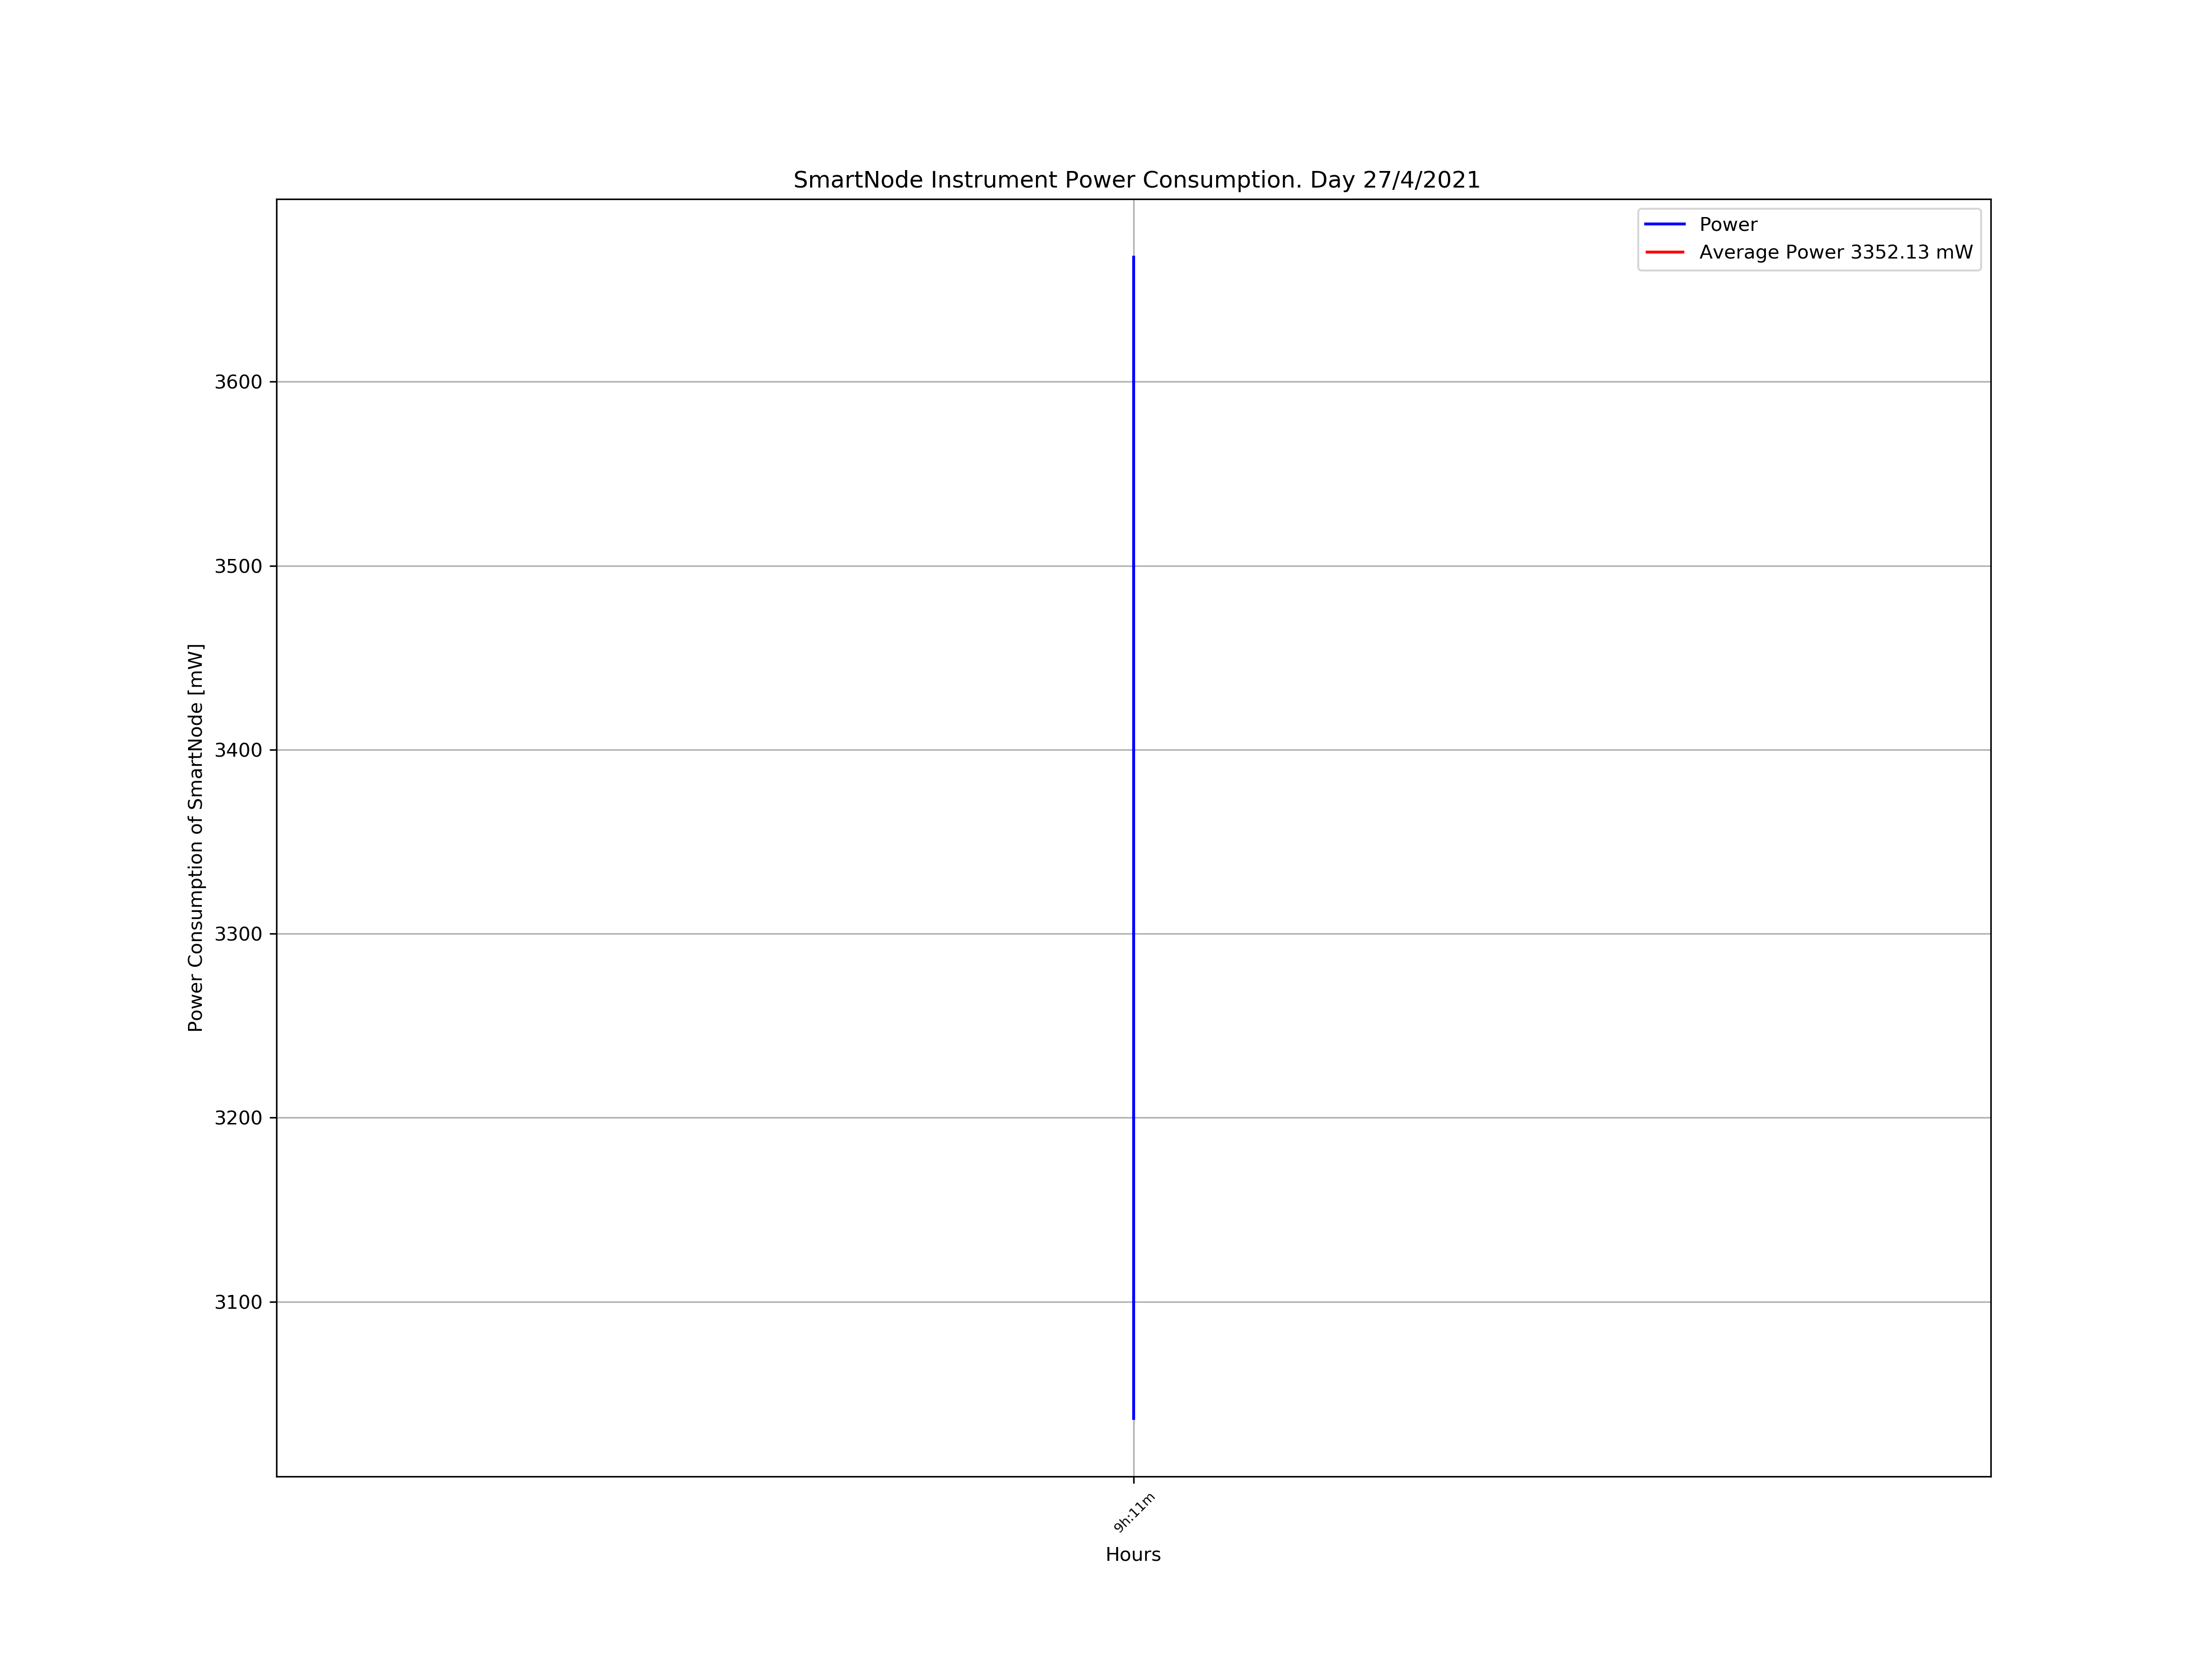 SmartNode Instrument Power Consumption. Day 27/4/2021
Power
Average Power 3352.13 mW
Power Consumption of SmartNode [mW]
3600
3500
3400
3300
3200
3100
9h:11m
Hours